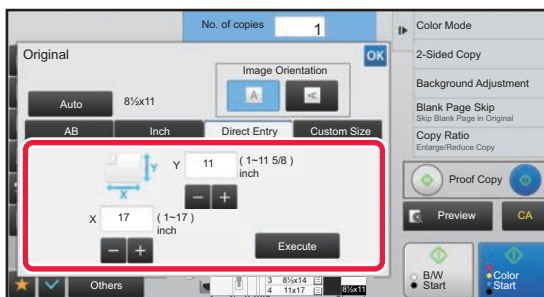 No. of copies 1
Original
OK
Image Orientation
A A
Auto 8½x11
AB Inch Direct Entry Custom Size
Y
X
Y 11 ( 1~11 5/8 )
inch
X 17 ( 1~17 )
inch
Execute
Others
3 8½x14
4 11x17
8½x11
Color Mode
2-Sided Copy
Background Adjustment
Blank Page Skip
Skip Blank Page in Original
Copy Ratio
Enlarge/Reduce Copy
Proof Copy
Preview
CA
B/W
Start
Color
Start